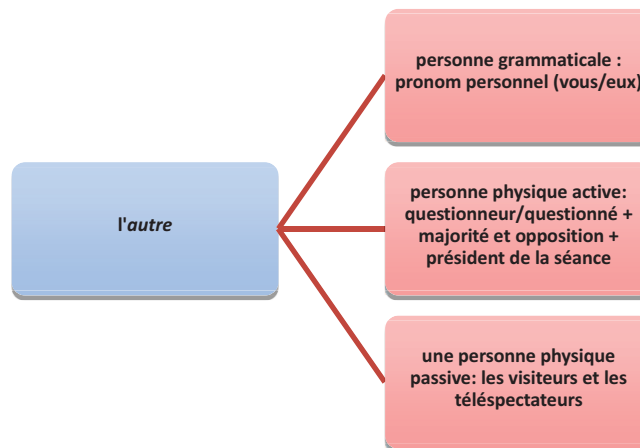 personne grammaticale :
pronom personnel (vous/eux)
l'autre
personne physique active:
questionneur/questionné +
majorité et opposition +
président de la séance
une personne physique
passive: les visiteurs et les
téléspectateurs